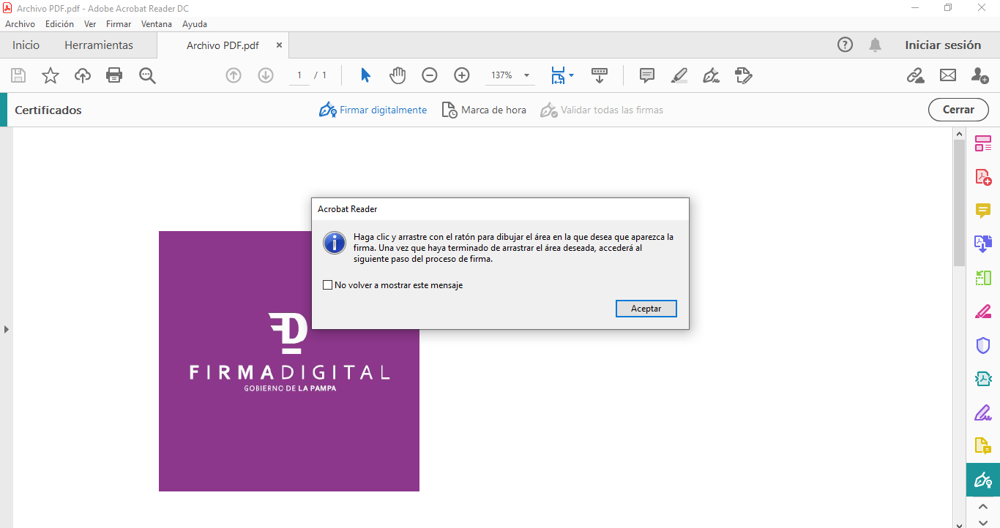 Archivo PDF.pdf - Adobe Acrobat Reader DC
Archivo Edición Ver Firmar Ventana Ayuda
Inicio Herramientas Archivo PDF.pdf × Iniciar sesión
1 / 1 137%
Certificados Firmar digitalmente Marca de hora Validar todas las firmas Cerrar
Acrobat Reader
Haga clic y arrastre con el ratón para dibujar el área en la que desea que aparezca la
firma. Una vez que haya terminado de arrastrar el área deseada, accederá al
siguiente paso del proceso de firma.
No volver a mostrar este mensaje
Aceptar
FD
FIRMADIGITAL
GOBIERNO DE LA PAMPA